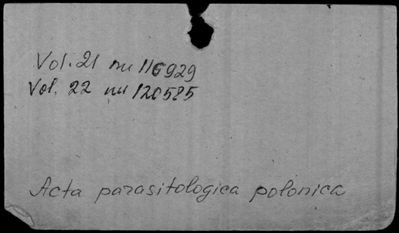 Vol. 21 nu 116929
Vol. 22 nu 120585
Acta parasitologica polonica